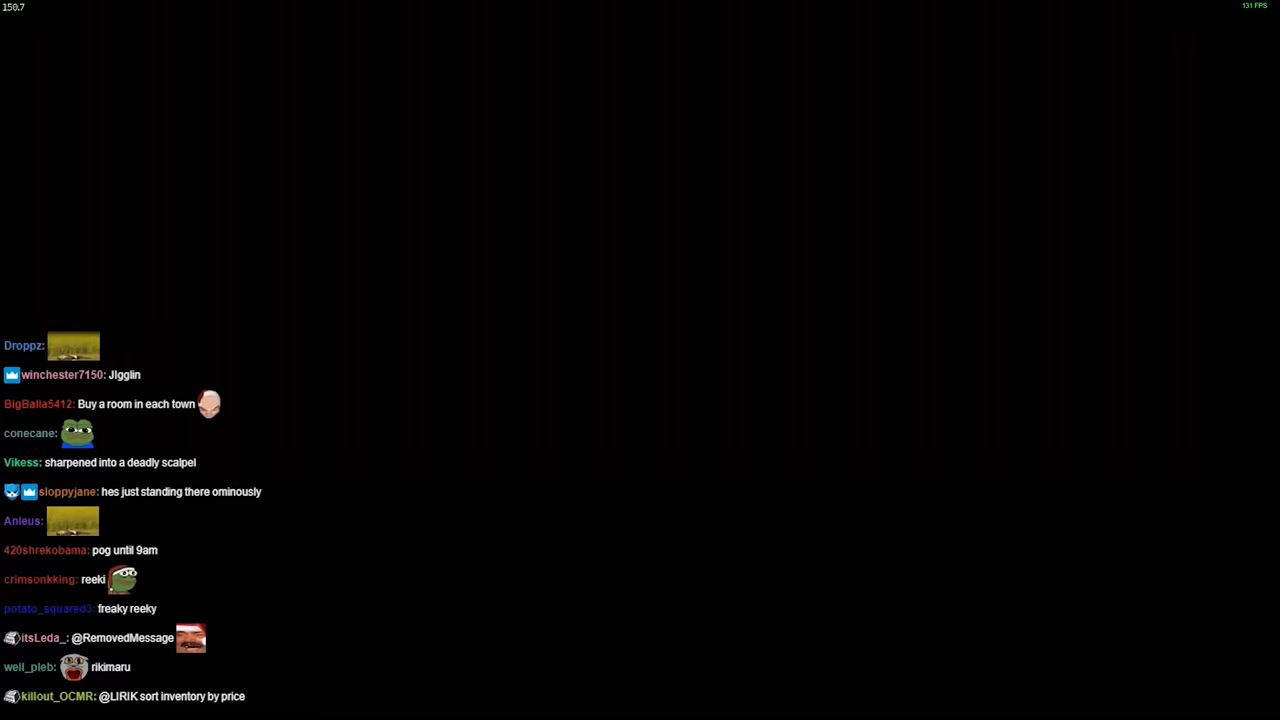 150.7
131 FPS
Droppz:
winchester7150: JIgglin
BigBalla5412: Buy a room in each town
conecane:
Vikess: sharpened into a deadly scalpel
sloppyjane: hes just standing there ominously
Anieus:
420shrekobama: pog until 9am
crimsonkking: reeki
potato_squared3: freaky reeky
itsLeda_: @RemovedMessage
well_pleb: rikimaru
killout_OCMR: @LIRIK sort inventory by price